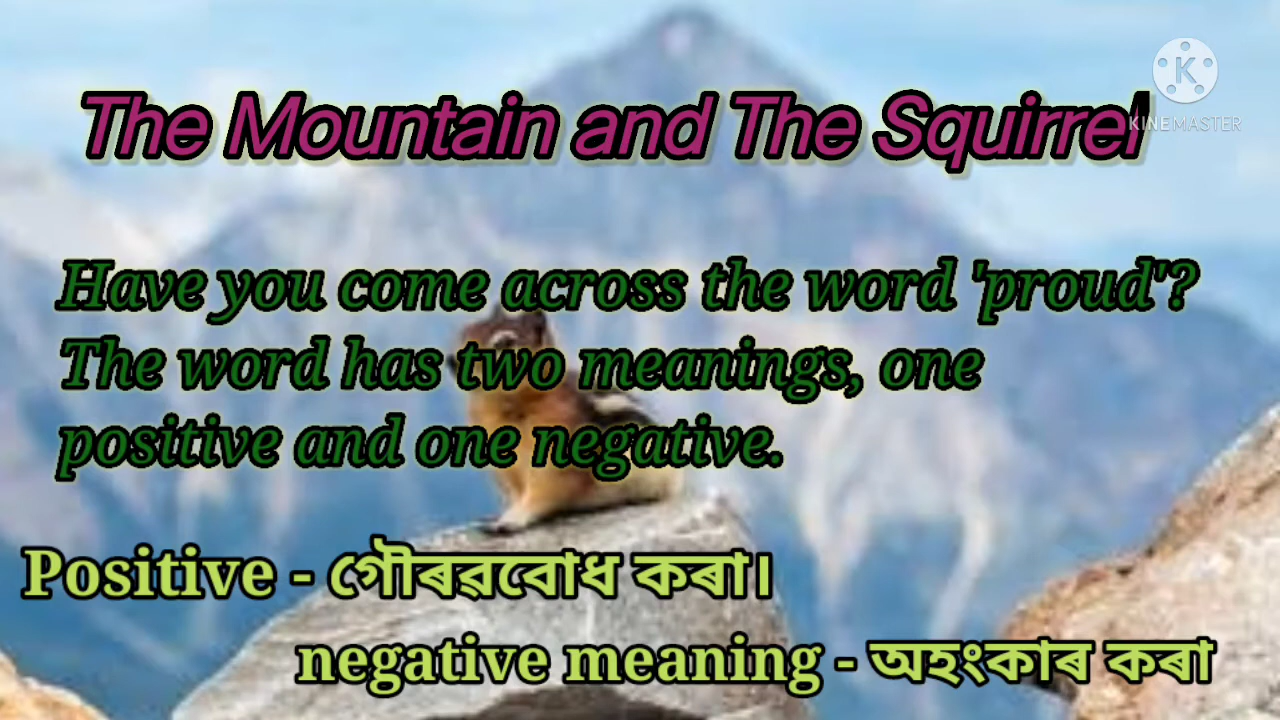 The Mountain and The Squirrel
KINEMASTER
Have you come across the word 'proud'?
The word has two meanings, one
positive and one negative.
Positive - গৌৰৱবোধ কৰা।
negative meaning - অহংকাৰ কৰা